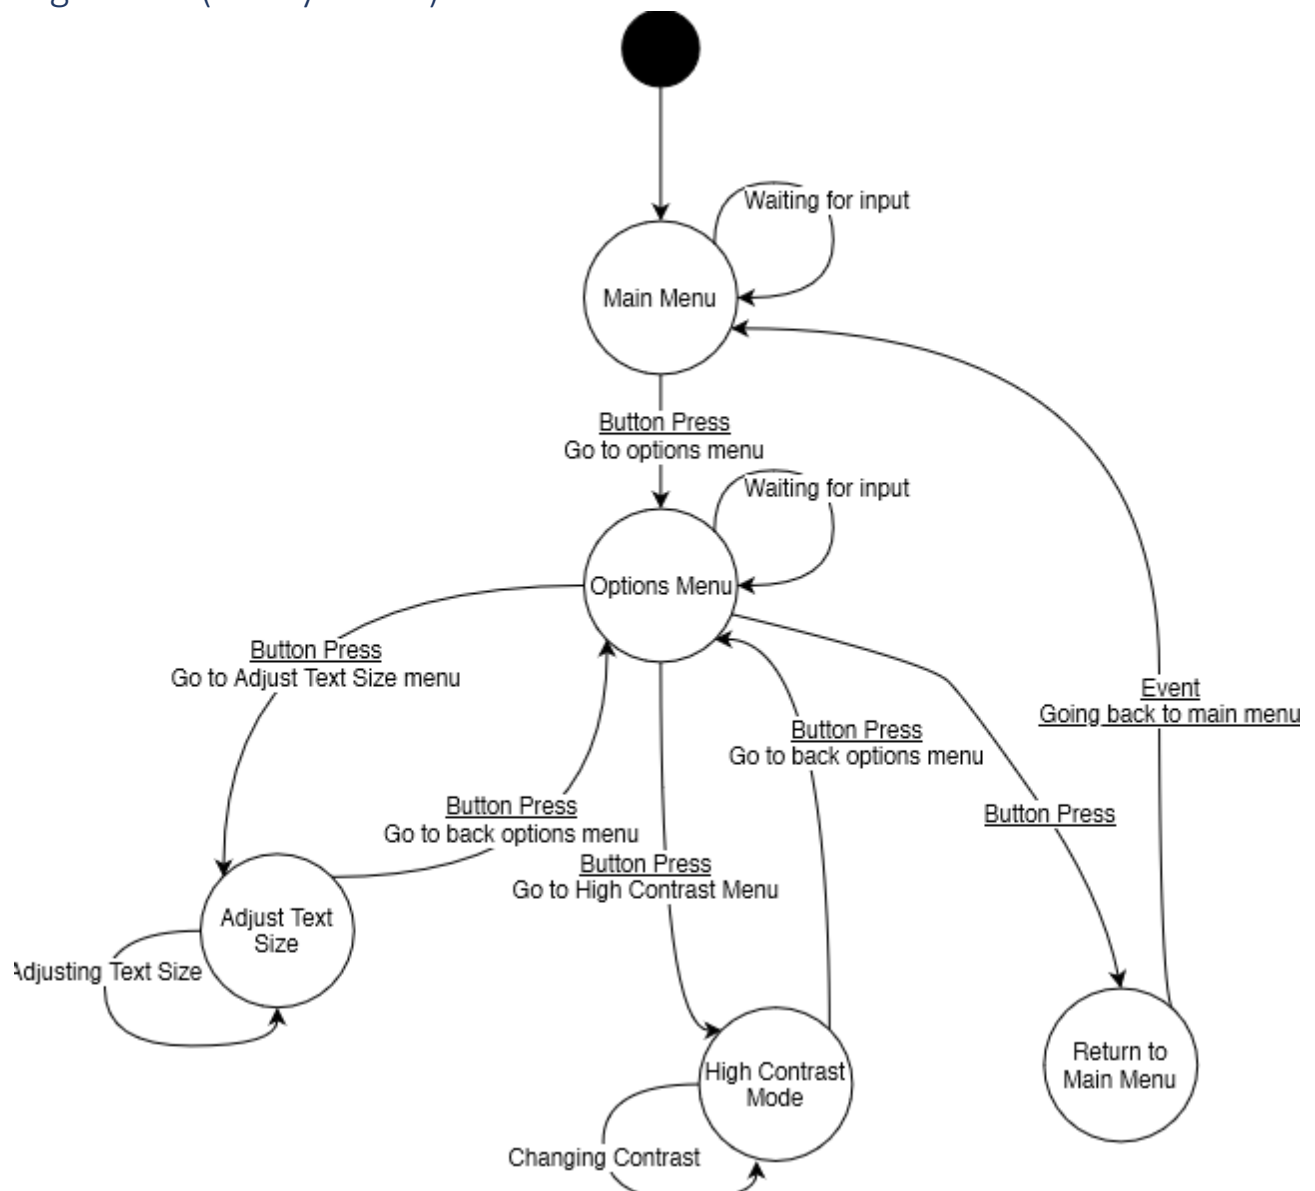 Waiting for input
Main Menu
Button Press
Go to options menu
Waiting for input
Options Menu
Button Press
Go to Adjust Text Size menu
Event
Going back to main menu
Button Press
Go to back options menu
Button Press
Go to back options menu
Button Press
Button Press
Go to High Contrast Menu
Adjust Text
Size
Adjusting Text Size
Return to
Main Menu
High Contrast
Mode
Changing Contrast